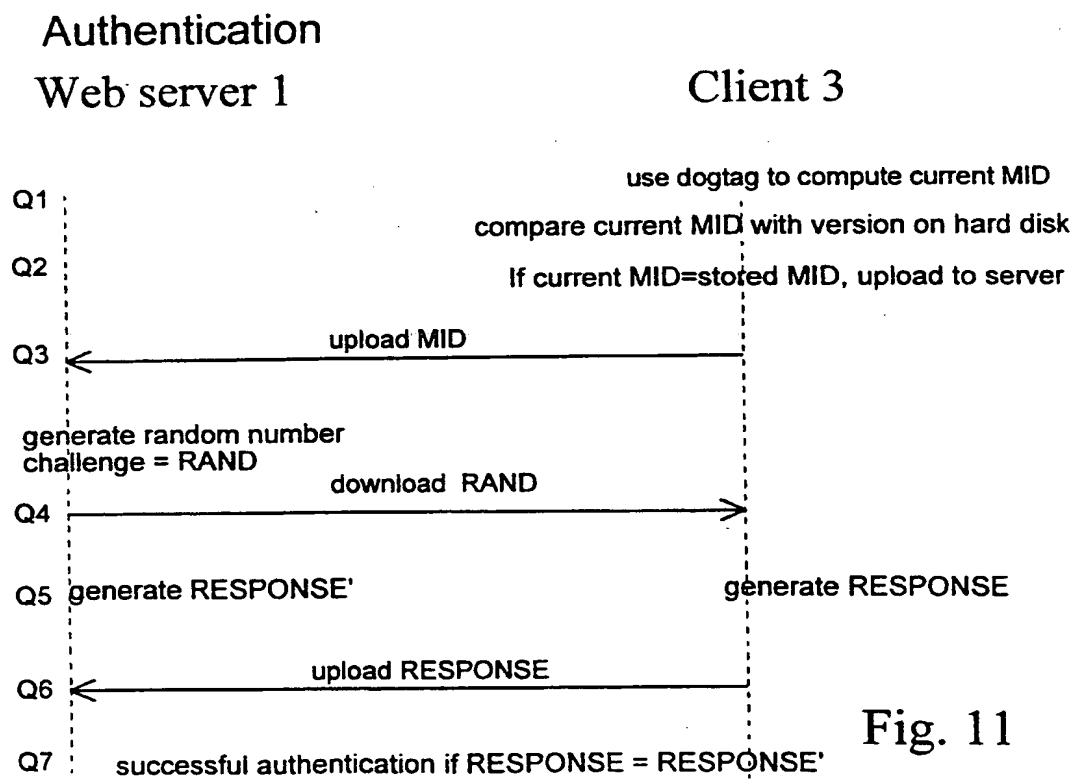 Authentication
Web server 1
Client 3
use dogtag to compute current MID
Q1
compare current MID with version on hard disk
Q2
If current MID=stored MID, upload to server
upload MID
Q3
generate random number
challenge = RAND
download RAND
Q4
Q5
generate RESPONSE'
generate RESPONSE
upload RESPONSE
Q6
Fig. 11
Q7
successful authentication if RESPONSE = RESPONSE'